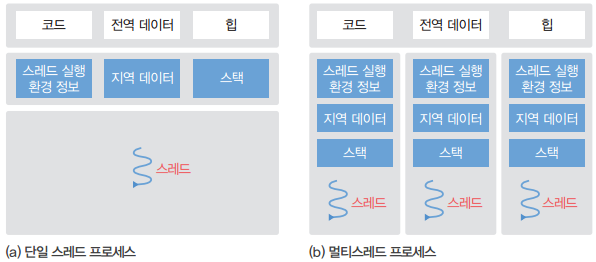 코드
전역 데이터
힙
스레드 실행
환경 정보
지역 데이터
스택
스레드
(a) 단일 스레드 프로세스
코드
전역 데이터
힙
스레드 실행
환경 정보
지역 데이터
스택
스레드
스레드 실행
환경 정보
지역 데이터
스택
스레드
스레드 실행
환경 정보
지역 데이터
스택
스레드
(b) 멀티스레드 프로세스